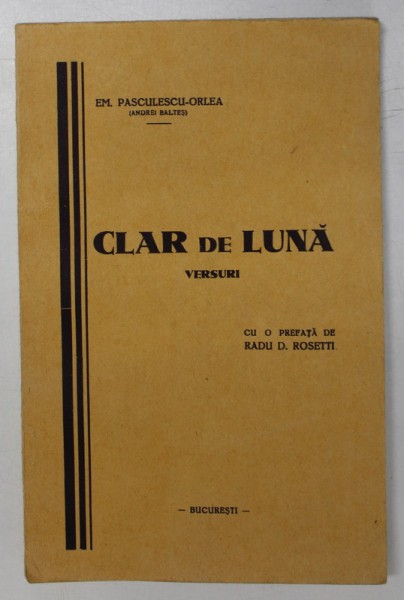 EM. PASCULESCU-ORLEA
(ANDREI BALTEȘ)
CLAR DE LUNĂ
VERSURI
CU O PREFAȚĂ DE
RADU D. ROSETTI
— BUCUREȘTI —